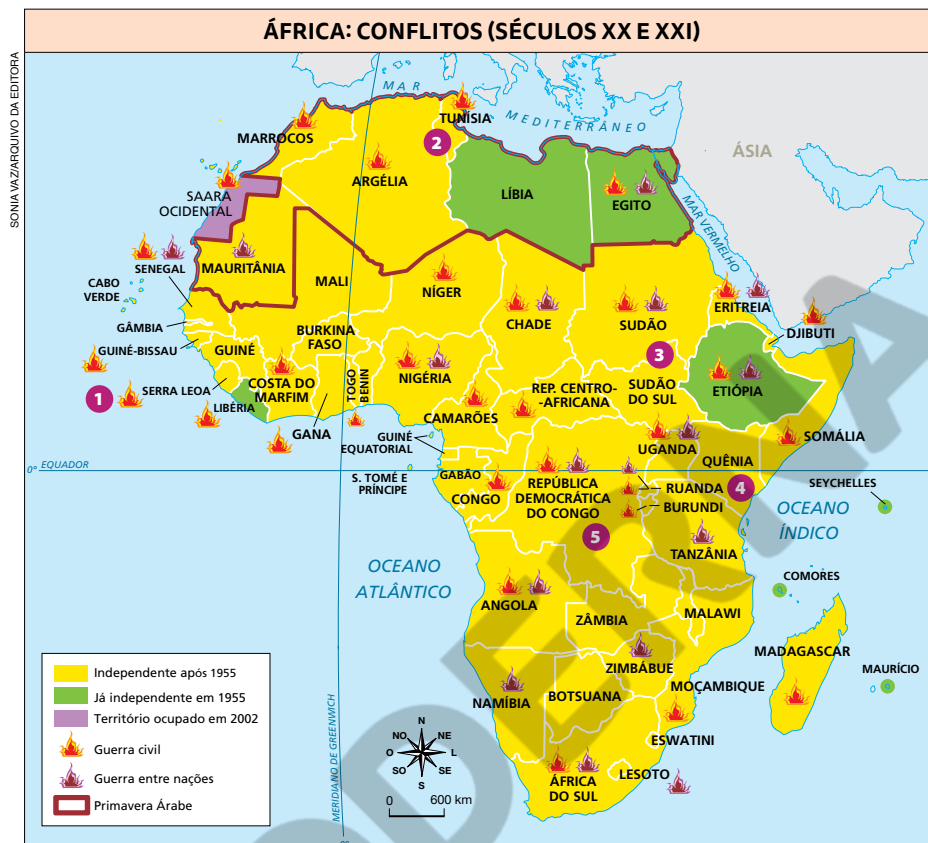 ÁFRICA: CONFLITOS (SÉCULOS XX E XXI)
SONIA VAZ/ARQUIVO DA EDITORA
MAR
MEDITERRÂNEO
ÁSIA
MARROCOS
TUNÍSIA
2
ARGÉLIA
LÍBIA
EGITO
SAARA
OCIDENTAL
MAR VERMELHO
SENEGAL
MAURITÂNIA
CABO
VERDE
MALI
NÍGER
CHADE
SUDÃO
ERITREIA
DJIBUTI
GÂMBIA
GUINÉ-BISSAU
GUINÉ
BURKINA
FASO
3
1
SERRA LEOA
COSTA DO
MARFIM
TOGO
BENIN
NIGÉRIA
REP. CENTRO-
-AFRICANA
SUDÃO
DO SUL
ETIÓPIA
LIBÉRIA
GANA
CAMARÕES
GUINÉ
EQUATORIAL
UGANDA
SOMÁLIA
0° EQUADOR
QUÊNIA
S. TOMÉ E
PRÍNCIPE
GABÃO
CONGO
REPÚBLICA
DEMOCRÁTICA
DO CONGO
RUANDA
4
BURUNDI
SEYCHELLES
OCEANO
ÍNDICO
5
TANZÂNIA
OCEANO
ATLÂNTICO
COMORES
ANGOLA
ZÂMBIA
MALAWI
MADAGASCAR
ZIMBÁBUE
MAURÍCIO
NAMÍBIA
BOTSUANA
MOÇAMBIQUE
ESWATINI
ÁFRICA
DO SUL
LESOTO
MERIDIANO DE GREENWICH
0°
Independente após 1955
Já independente em 1955
Território ocupado em 2002
Guerra civil
Guerra entre nações
Primavera Árabe
N
NO
NE
O
L
SO
SE
S
0
600 km
ODERNA